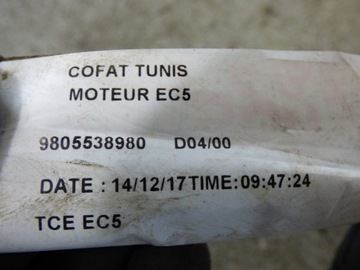 COFAT TUNIS
MOTEUR EC5
9805538980 D04/00
DATE : 14/12/17TIME:09:47:24
TCE EC5